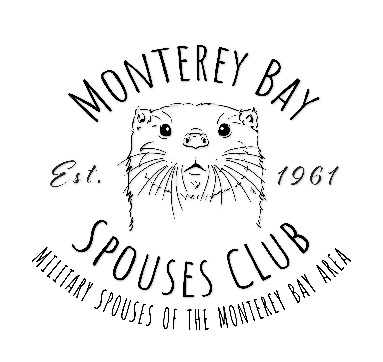 MONTEREY BAY
Est. 1961
SPOUSES CLUB
MILITARY SPOUSES OF THE MONTEREY BAY AREA